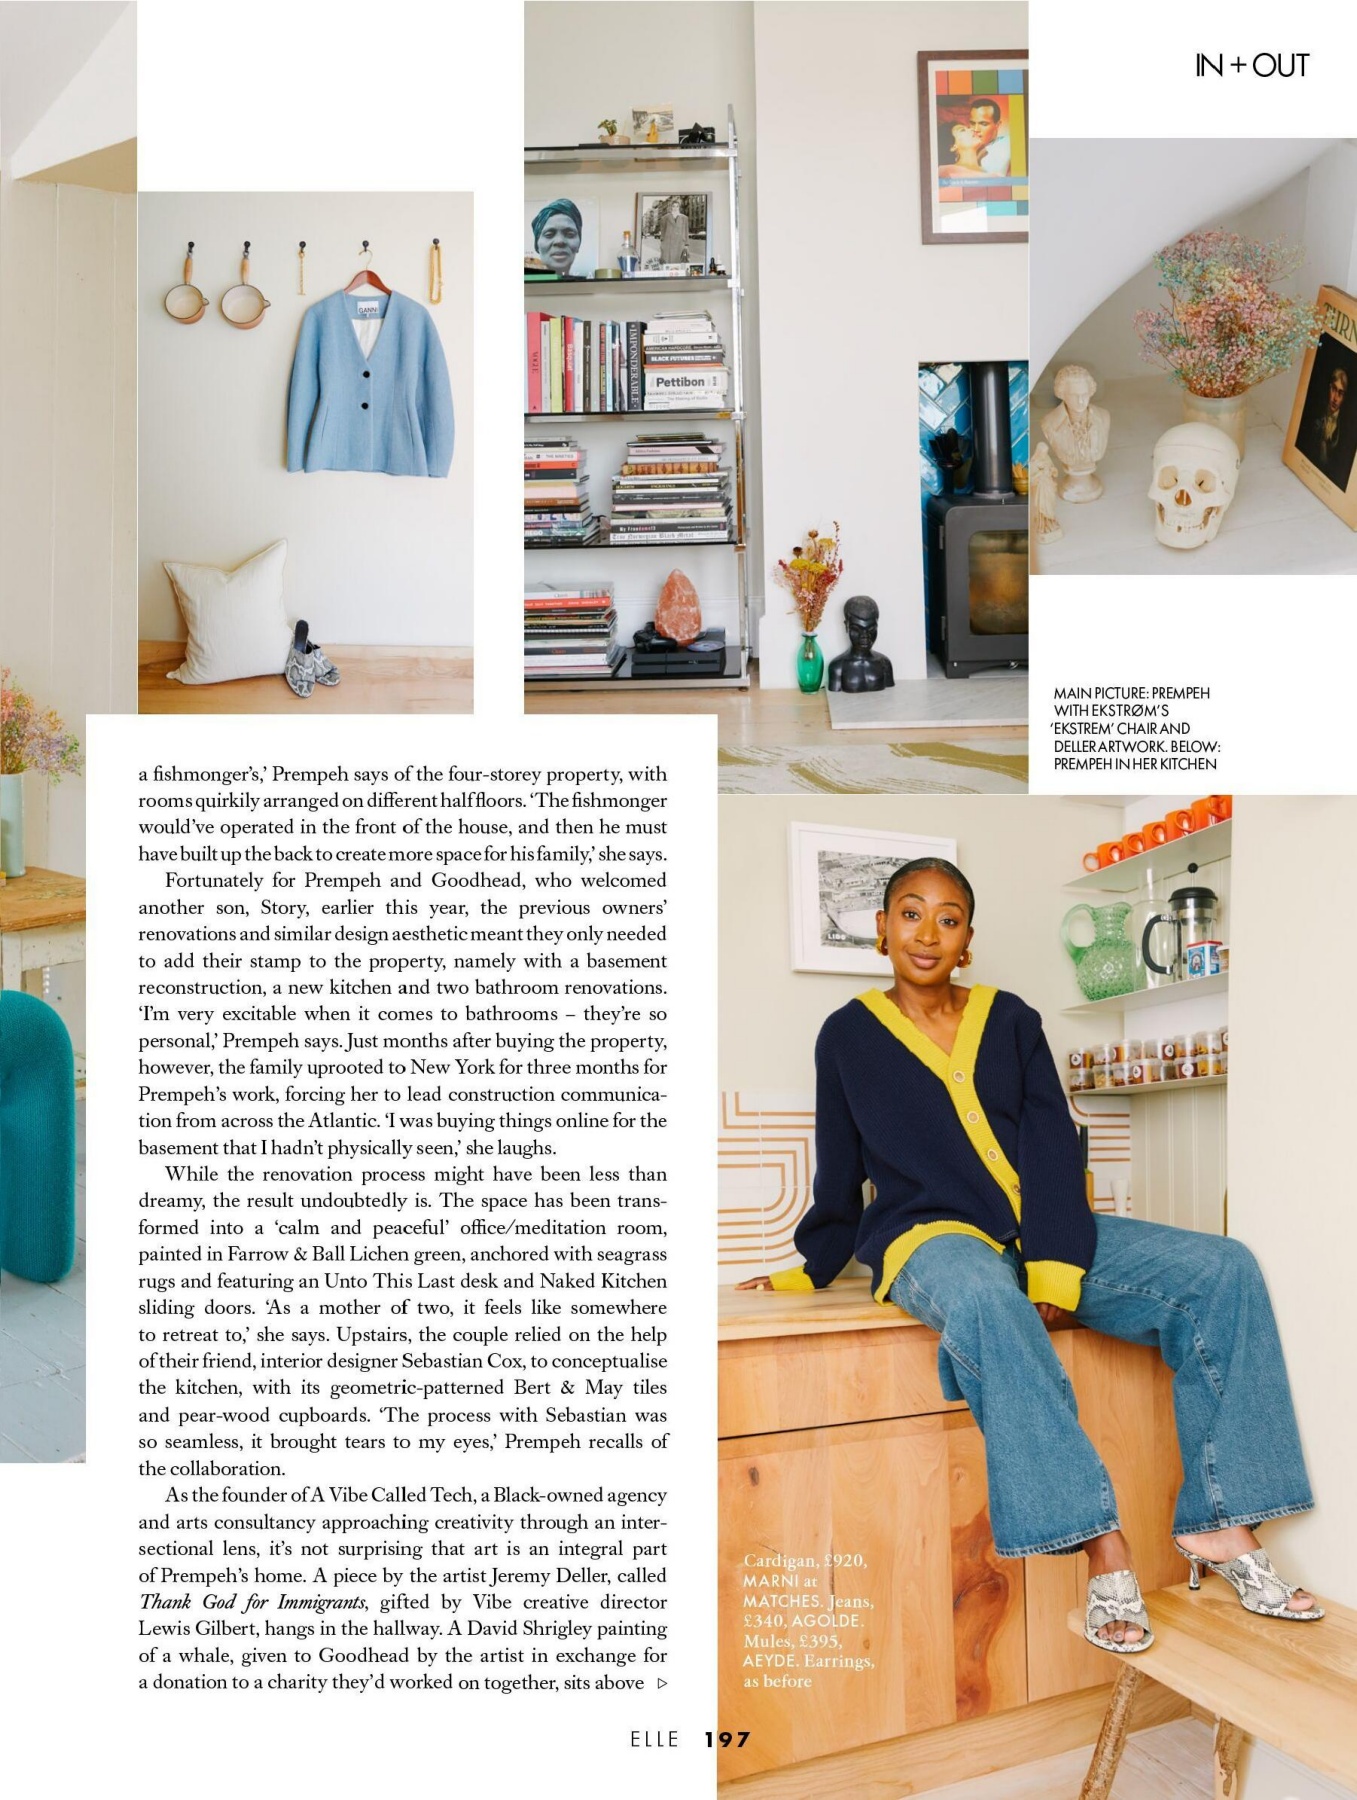 IN + OUT
GANNI
VOGUE
IMPONDERABLE
BLACK FUTURES
Pettibon
My Freedom
True Norwegian Black Metal
MAIN PICTURE: PREMPEH
WITH EKSTRØM’S
‘EKSTREM’ CHAIR AND
DELLER ARTWORK. BELOW:
PREMPEH IN HER KITCHEN
a fishmonger’s,’ Prempeh says of the four-storey property, with
rooms quirkily arranged on different half floors. ‘The fishmonger
would’ve operated in the front of the house, and then he must
have built up the back to create more space for his family,’ she says.
Fortunately for Prempeh and Goodhead, who welcomed
another son, Story, earlier this year, the previous owners’
renovations and similar design aesthetic meant they only needed
to add their stamp to the property, namely with a basement
reconstruction, a new kitchen and two bathroom renovations.
‘I’m very excitable when it comes to bathrooms – they’re so
personal,’ Prempeh says. Just months after buying the property,
however, the family uprooted to New York for three months for
Prempeh’s work, forcing her to lead construction communica-
tion from across the Atlantic. ‘I was buying things online for the
basement that I hadn’t physically seen,’ she laughs.
While the renovation process might have been less than
dreamy, the result undoubtedly is. The space has been trans-
formed into a ‘calm and peaceful’ office/meditation room,
painted in Farrow & Ball Lichen green, anchored with seagrass
rugs and featuring an Unto This Last desk and Naked Kitchen
sliding doors. ‘As a mother of two, it feels like somewhere
to retreat to,’ she says. Upstairs, the couple relied on the help
of their friend, interior designer Sebastian Cox, to conceptualise
the kitchen, with its geometric-patterned Bert & May tiles
and pear-wood cupboards. ‘The process with Sebastian was
so seamless, it brought tears to my eyes,’ Prempeh recalls of
the collaboration.
As the founder of A Vibe Called Tech, a Black-owned agency
and arts consultancy approaching creativity through an inter-
sectional lens, it’s not surprising that art is an integral part
of Prempeh’s home. A piece by the artist Jeremy Deller, called
Thank God for Immigrants, gifted by Vibe creative director
Lewis Gilbert, hangs in the hallway. A David Shrigley painting
of a whale, given to Goodhead by the artist in exchange for
a donation to a charity they’d worked on together, sits above ▷
Cardigan, £920,
MARNI at
MATCHES. Jeans,
£340, AGOLDE.
Mules, £395,
AEYDE. Earrings,
as before
ELLE 197